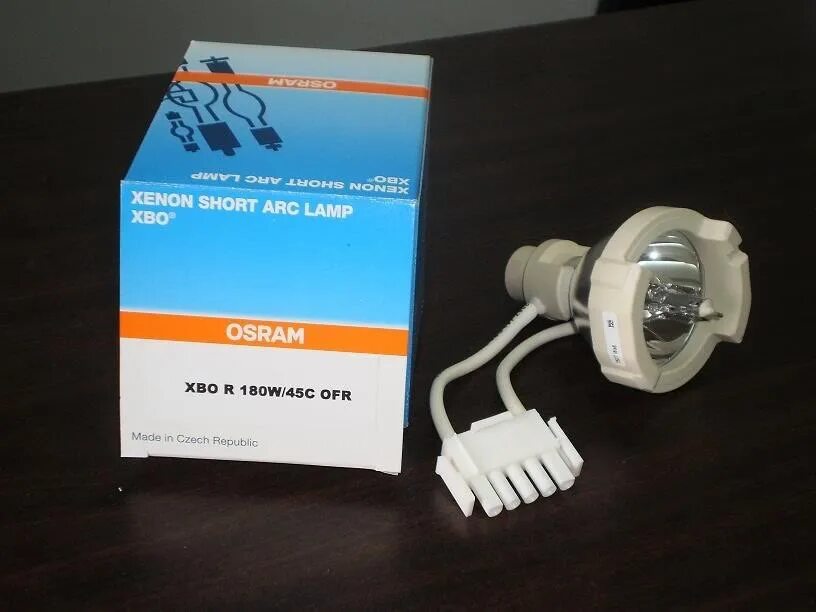 OSRAM
XENON SHORT ARC LAMP
XBO®
XENON SHORT ARC LAMP
XBO®
OSRAM
XBO R 180W/45C OFR
Made in Czech Republic